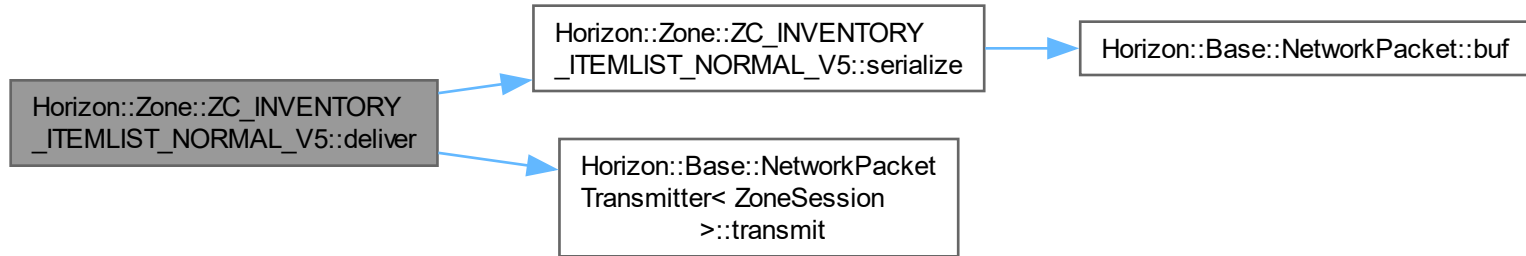 Horizon::Zone::ZC_INVENTORY
_ITEMLIST_NORMAL_V5::deliver
Horizon::Zone::ZC_INVENTORY
_ITEMLIST_NORMAL_V5::serialize
Horizon::Base::NetworkPacket::buf
Horizon::Base::NetworkPacket
Transmitter< ZoneSession
>::transmit